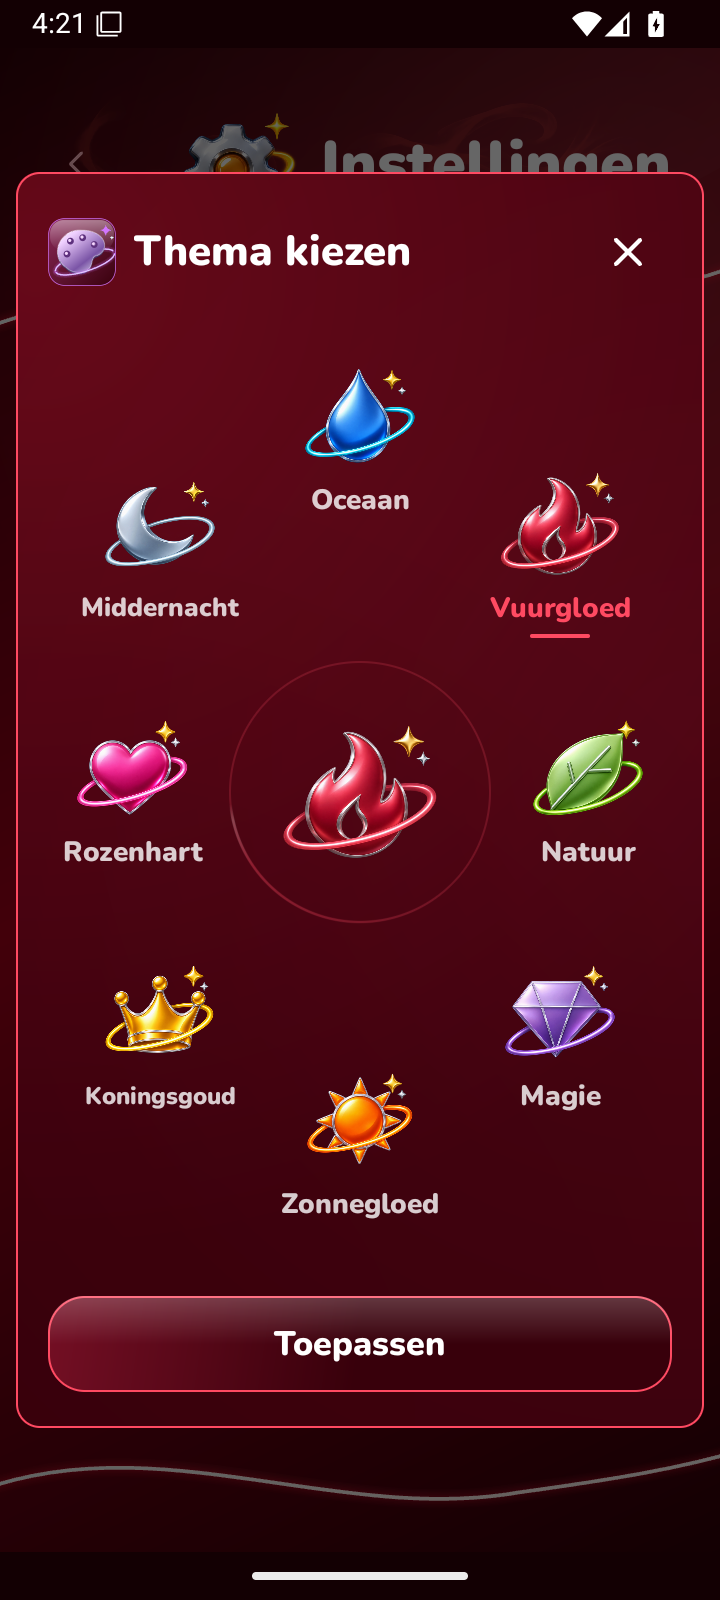 4:21
Instellingen
Thema kiezen
Oceaan
Middernacht
Vuurgloed
Rozenhart
Natuur
Koningsgoud
Magie
Zonnegloed
Toepassen